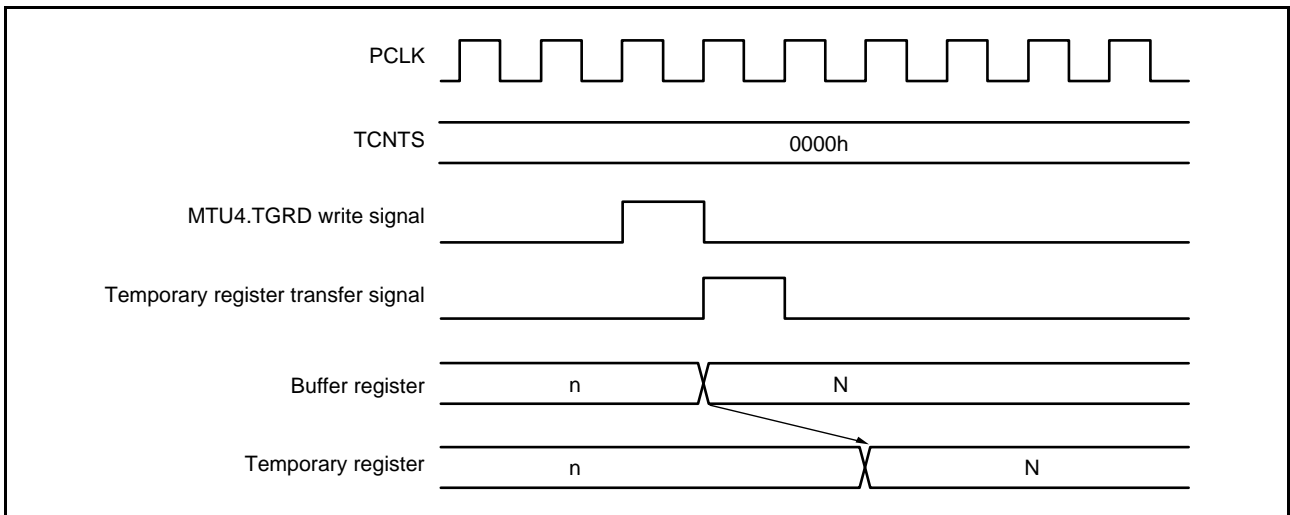 PCLK
TCNTS
0000h
MTU4.TGRD write signal
Temporary register transfer signal
Buffer register
n
N
Temporary register
n
N